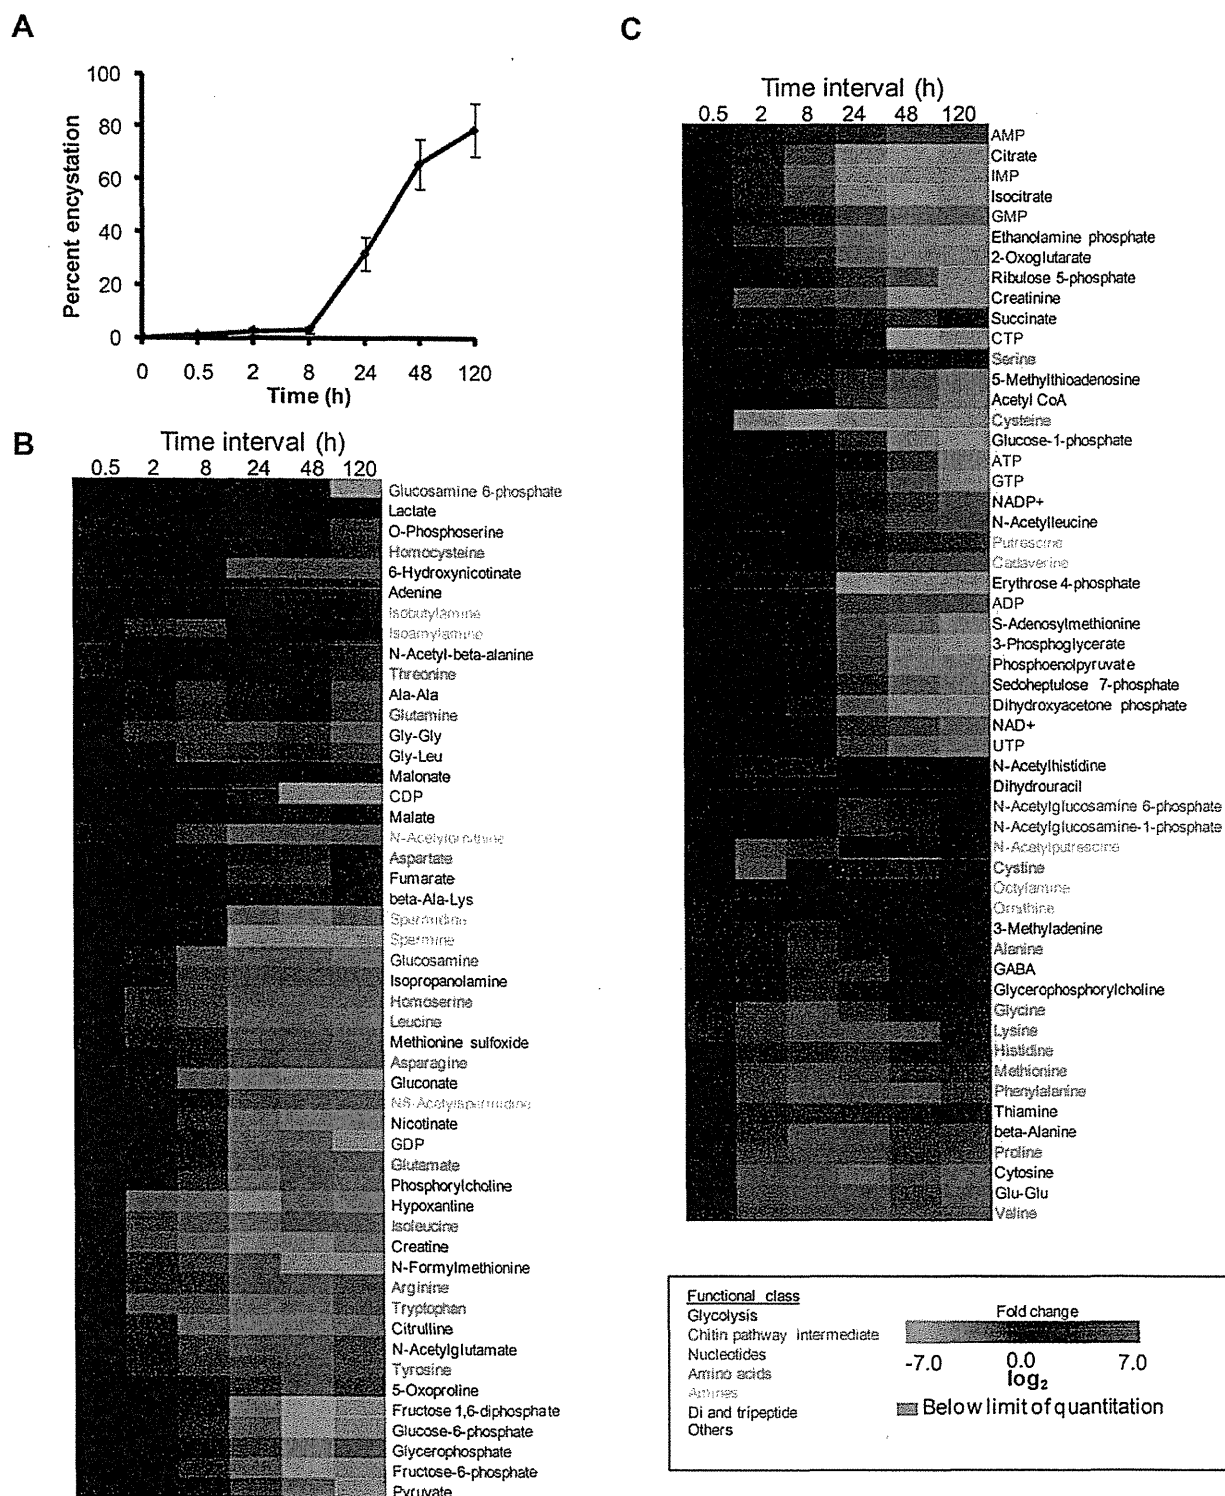 A
100
80
60
40
20
0
Percent encystation
0 0.5 2 8 24 48 120
Time (h)
B
Time interval (h)
0.5 2 8 24 48 120
Glucosamine 6-phosphate
Lactate
O-Phosphoserine
Homocysteine
6-Hydroxynicotinate
Adenine
Isobutylamine
Isoamylamine
N-Acetyl-beta-alanine
Threonine
Ala-Ala
Glutamine
Gly-Gly
Gly-Leu
Malonate
CDP
Malate
N-Acetylornithine
Aspartate
Fumarate
beta-Ala-Lys
Spermidine
Spermine
Glucosamine
Isopropanolamine
Homoserine
Leucine
Methionine sulfoxide
Asparagine
Gluconate
N8-Acetylspermidine
Nicotinate
GDP
Glutamate
Phosphorylcholine
Hypoxantine
Isoleucine
Creatine
N-Formylmethionine
Arginine
Tryptophan
Citrulline
N-Acetylglutamate
Tyrosine
5-Oxoproline
Fructose 1,6-diphosphate
Glucose-6-phosphate
Glycerophosphate
Fructose-6-phosphate
Pyruvate
C
Time interval (h)
0.5 2 8 24 48 120
AMP
Citrate
IMP
Isocitrate
GMP
Ethanolamine phosphate
2-Oxoglutarate
Ribulose 5-phosphate
Creatinine
Succinate
CTP
Serine
5-Methylthioadenosine
Acetyl CoA
Cysteine
Glucose-1-phosphate
ATP
GTP
NADP+
N-Acetylleucine
Putrescine
Cadaverine
Erythrose 4-phosphate
ADP
S-Adenosylmethionine
3-Phosphoglycerate
Phosphoenolpyruvate
Sedoheptulose 7-phosphate
Dihydroxyacetone phosphate
NAD+
UTP
N-Acetylhistidine
Dihydrouracil
N-Acetylglucosamine 6-phosphate
N-Acetylglucosamine-1-phosphate
N-Acetylputrescine
Cystine
Octylamine
Ornithine
3-Methyladenine
Alanine
GABA
Glycerophosphorylcholine
Glycine
Lysine
Histidine
Methionine
Phenylalanine
Thiamine
beta-Alanine
Proline
Cytosine
Glu-Glu
Valine
Functional class
Glycolysis
Chitin pathway intermediate
Nucleotides
Amino acids
Amines
Di and tripeptide
Others
Fold change
-7.0 0.0 7.0
log2
Below limit of quantitation